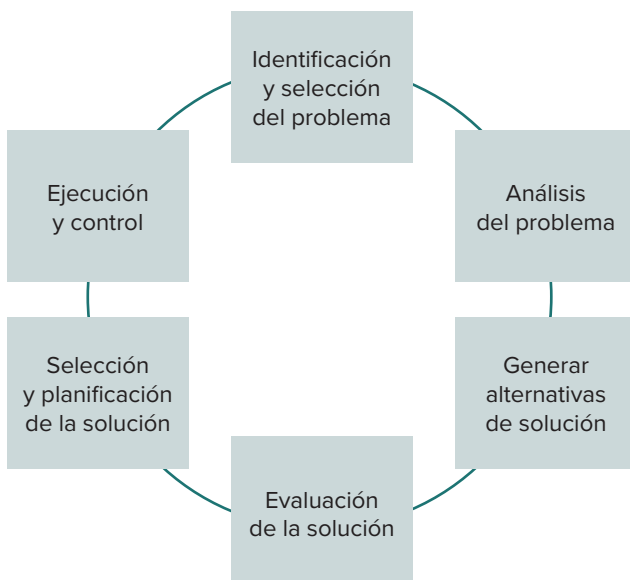 Identificación
y selección
del problema
Análisis
del problema
Generar
alternativas
de solución
Evaluación
de la solución
Selección
y planificación
de la solución
Ejecución
y control